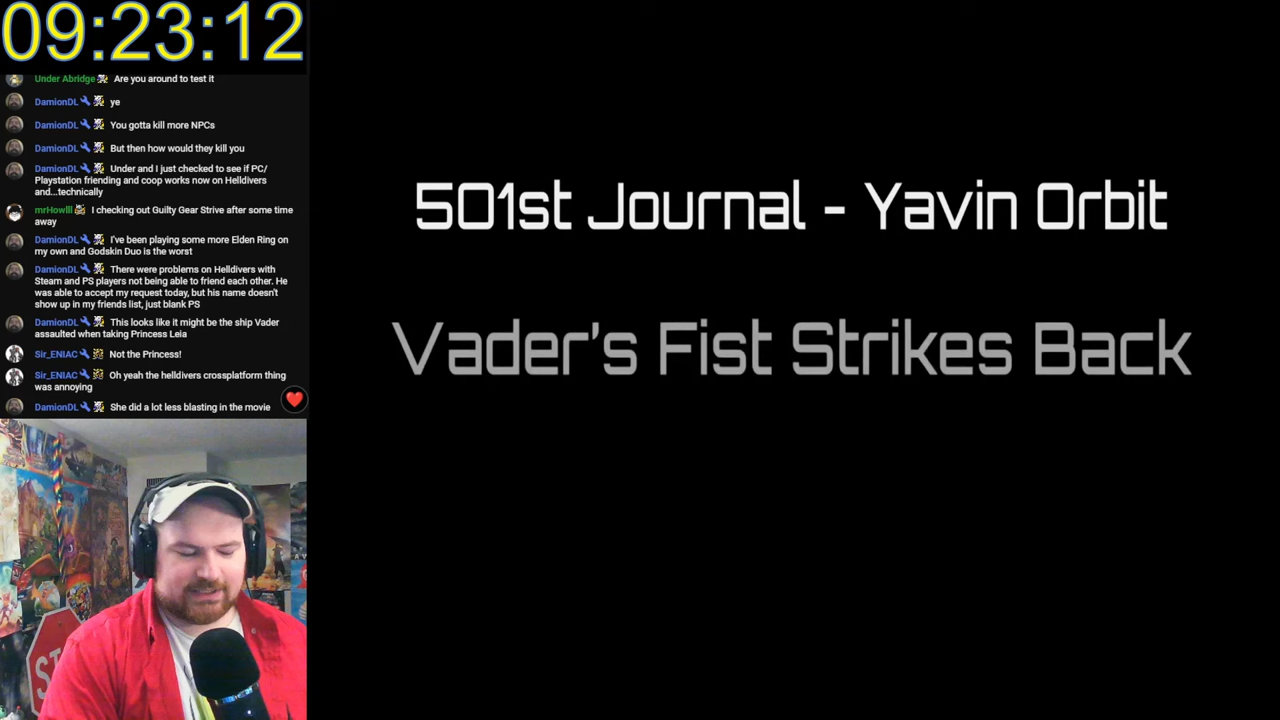 09:23:12
Under Abridge Are you around to test it
DamionDL ye
DamionDL You gotta kill more NPCs
DamionDL But then how would they kill you
DamionDL Under and I just checked to see if PC/
Playstation friending and coop works now on Helldivers
and...technically
mrHowlll I checking out Guilty Gear Strive after some time
away
DamionDL I've been playing some more Elden Ring on
my own and Godskin Duo is the worst
DamionDL There were problems on Helldivers with
Steam and PS players not being able to friend each other. He
was able to accept my request today, but his name doesn't
show up in my friends list, just blank PS
DamionDL This looks like it might be the ship Vader
assaulted when taking Princess Leia
Sir_ENIAC Not the Princess!
Sir_ENIAC Oh yeah the helldivers crossplatform thing
was annoying
DamionDL She did a lot less blasting in the movie
501st Journal - Yavin Orbit
Vader's Fist Strikes Back